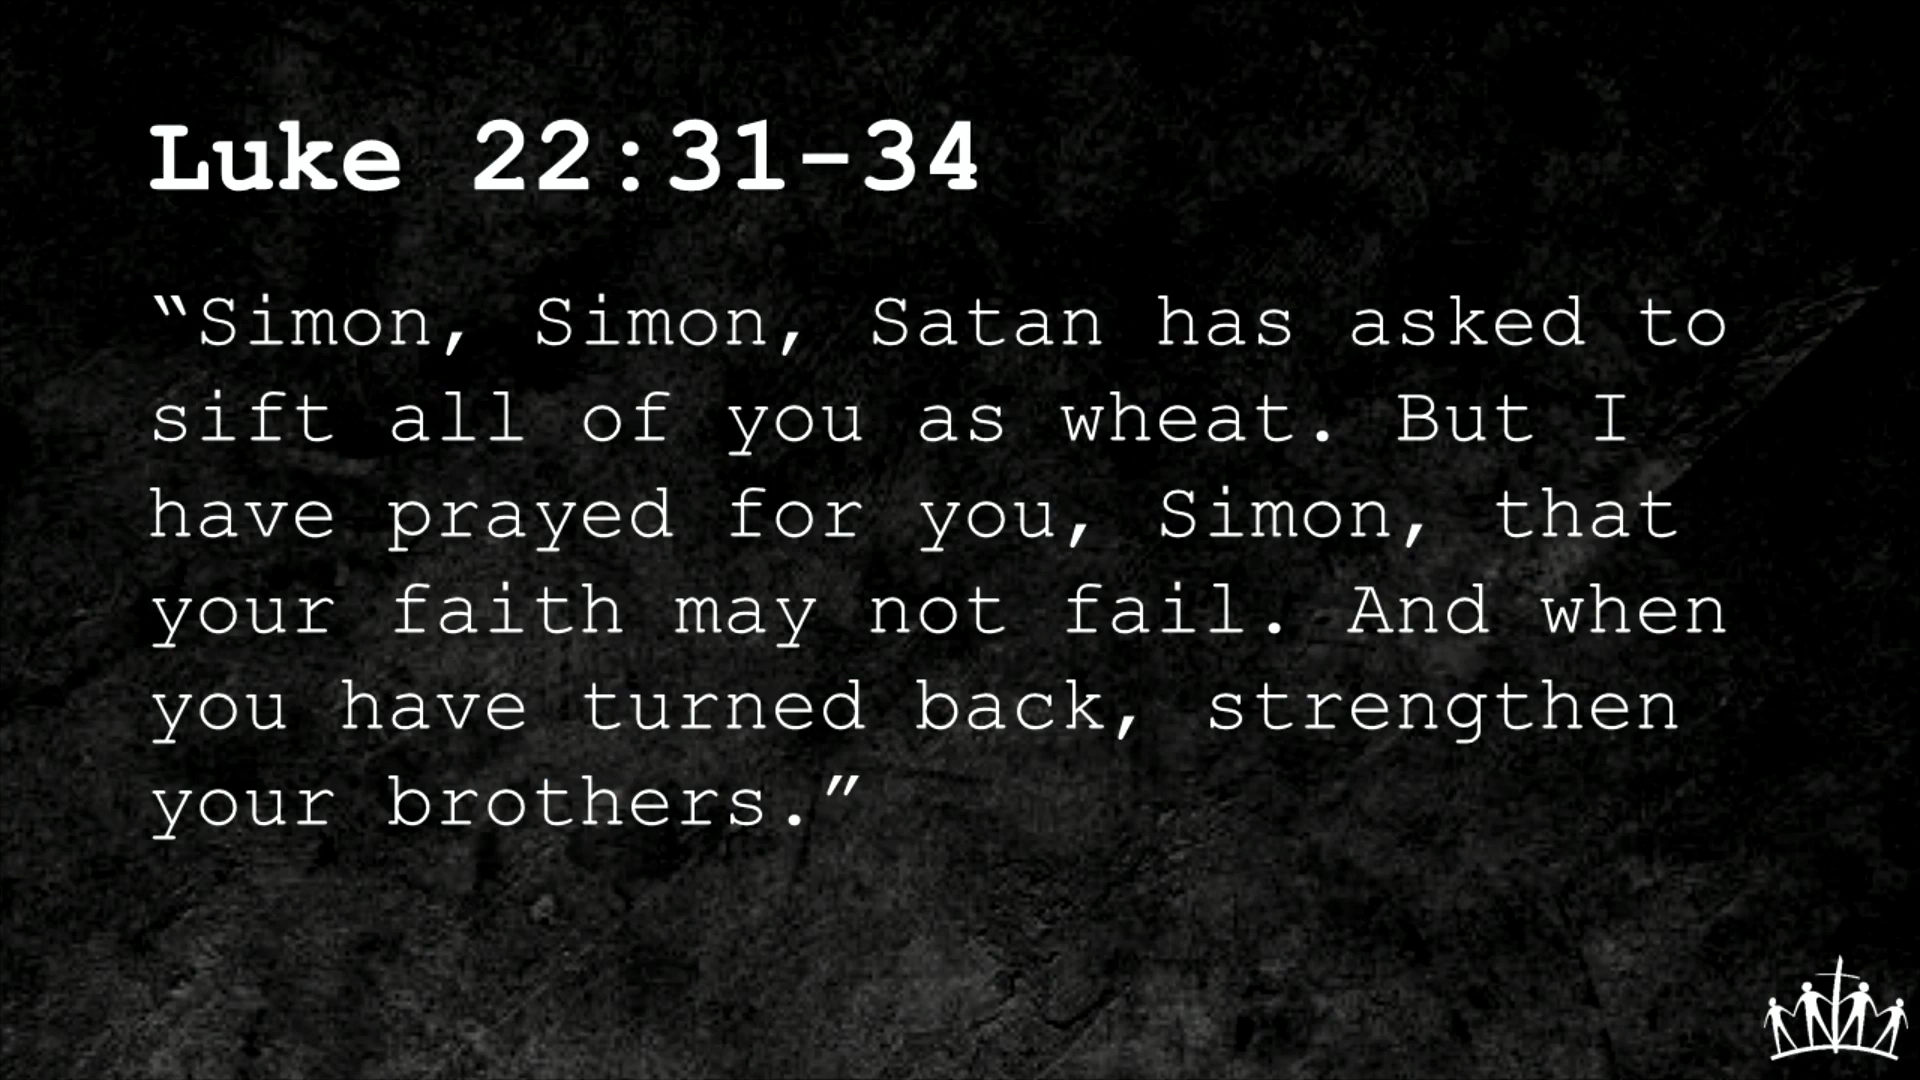 Luke 22:31-34
“Simon, Simon, Satan has asked to
sift all of you as wheat. But I
have prayed for you, Simon, that
your faith may not fail. And when
you have turned back, strengthen
your brothers.”